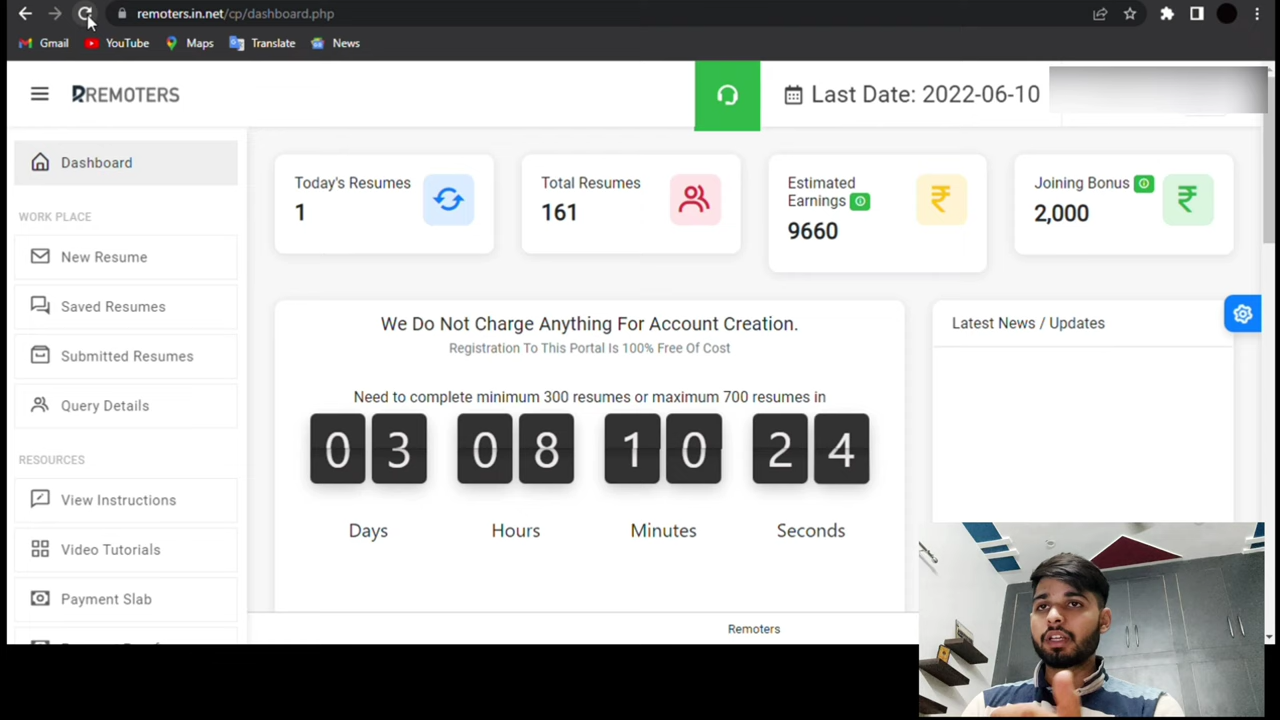 remoters.in.net/cp/dashboard.php
Gmail
YouTube
Maps
Translate
News
REMOTERS
Last Date: 2022-06-10
Dashboard
WORK PLACE
New Resume
Saved Resumes
Submitted Resumes
Query Details
RESOURCES
View Instructions
Video Tutorials
Payment Slab
Today's Resumes
1
Total Resumes
161
Estimated
Earnings
9660
Joining Bonus
2,000
We Do Not Charge Anything For Account Creation.
Registration To This Portal Is 100% Free Of Cost
Need to complete minimum 300 resumes or maximum 700 resumes in
03 08 10 24
Days Hours Minutes Seconds
Latest News / Updates
Remoters